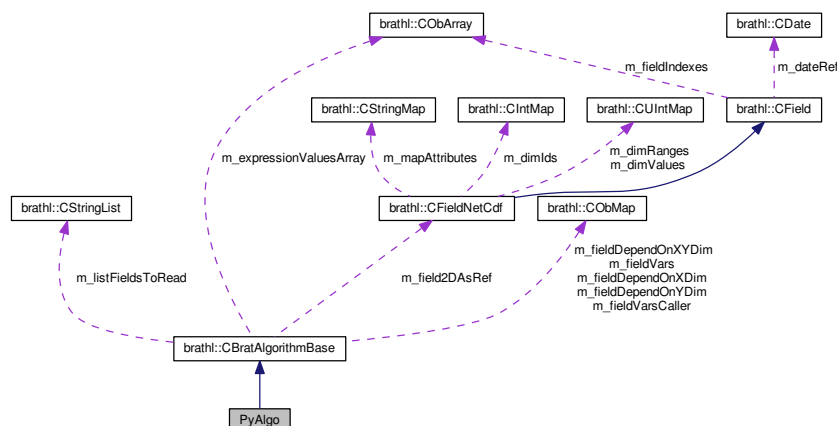 brathl::CObArray
brathl::CDate
m_fieldIndexes
m_dateRef
brathl::CStringMap
brathl::CIntMap
brathl::CUIntMap
brathl::CField
m_expressionValuesArray
m_mapAttributes
m_dimIds
m_dimRanges
m_dimValues
brathl::CStringList
brathl::CFieldNetCdf
brathl::CObMap
m_listFieldsToRead
m_field2DAsRef
m_fieldDependOnXYDim
m_fieldVars
m_fieldDependOnXDim
m_fieldDependOnYDim
m_fieldVarsCaller
brathl::CBratAlgorithmBase
PyAlgo